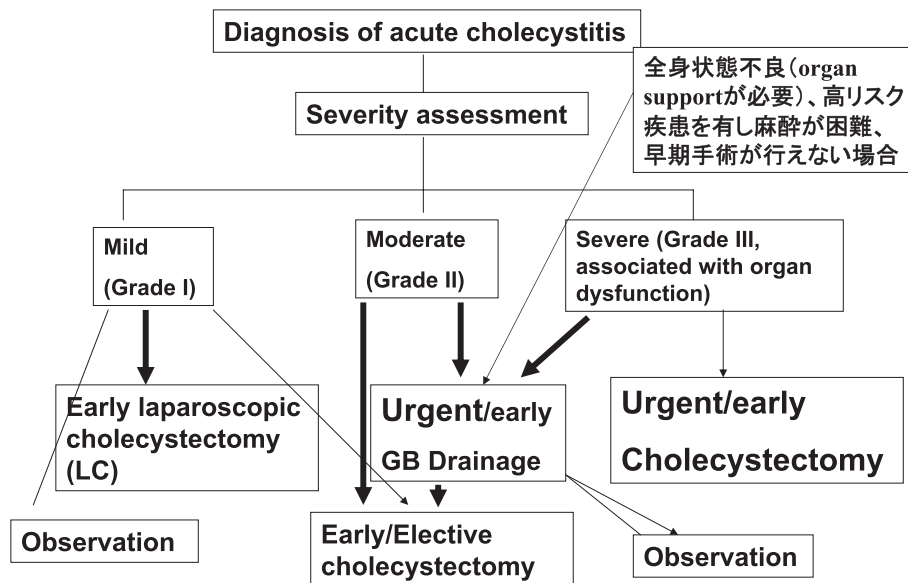 Diagnosis of acute cholecystitis
全身状態不良（organ
supportが必要）、高リスク
疾患を有し麻酔が困難、
早期手術が行えない場合
Severity assessment
Mild
(Grade I)
Moderate
(Grade II)
Severe (Grade III,
associated with organ
dysfunction)
Early laparoscopic
cholecystectomy
(LC)
Urgent/early
GB Drainage
Urgent/early
Cholecystectomy
Observation
Early/Elective
cholecystectomy
Observation